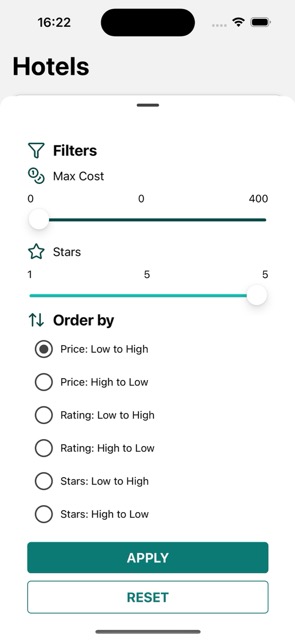 16:22
Hotels
Filters
Max Cost
0 0 400
Stars
1 5 5
Order by
Price: Low to High
Price: High to Low
Rating: Low to High
Rating: High to Low
Stars: Low to High
Stars: High to Low
APPLY
RESET